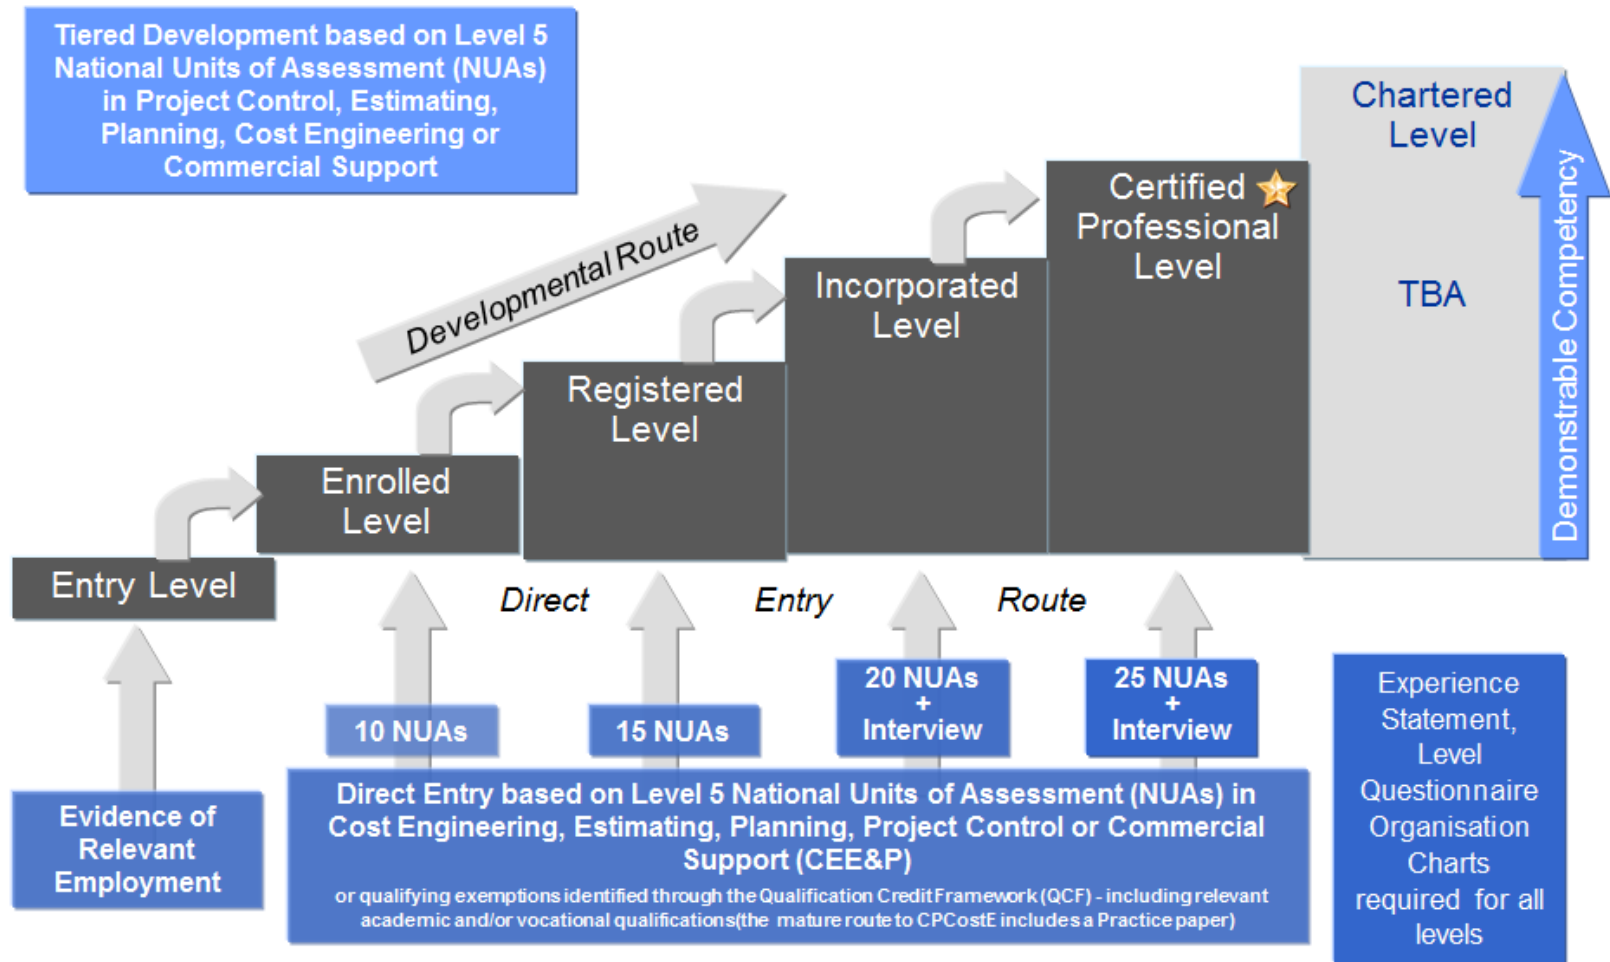 Tiered Development based on Level 5
National Units of Assessment (NUAs)
in Project Control, Estimating,
Planning, Cost Engineering or
Commercial Support
Chartered
Level
TBA
Demonstrable Competency
Certified
Professional
Level
Developmental Route
Incorporated
Level
Registered
Level
Enrolled
Level
Entry Level
Direct Entry Route
10 NUAs
15 NUAs
20 NUAs
+
Interview
25 NUAs
+
Interview
Evidence of
Relevant
Employment
Direct Entry based on Level 5 National Units of Assessment (NUAs) in
Cost Engineering, Estimating, Planning, Project Control or Commercial
Support (CEE&P)
or qualifying exemptions identified through the Qualification Credit Framework (QCF) - including relevant
academic and/or vocational qualifications(the mature route to CPCostE includes a Practice paper)
Experience
Statement,
Level
Questionnaire
Organisation
Charts
required for all
levels